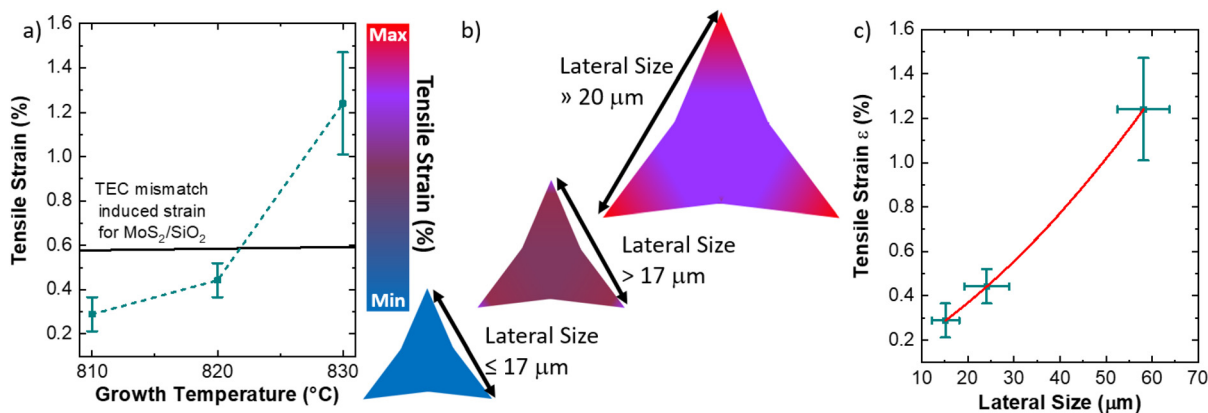 a)
Tensile Strain (%)
1.6
1.4
1.2
1.0
0.8
0.6
0.4
0.2
TEC mismatch
induced strain
for MoS₂/SiO₂
810
820
830
Growth Temperature (°C)
Max
Tensile Strain (%)
Min
b)
Lateral Size
» 20 μm
Lateral Size
> 17 μm
Lateral Size
≤ 17 μm
c)
Tensile Strain ε (%)
1.6
1.4
1.2
1.0
0.8
0.6
0.4
0.2
10
20
30
40
50
60
70
Lateral Size (μm)